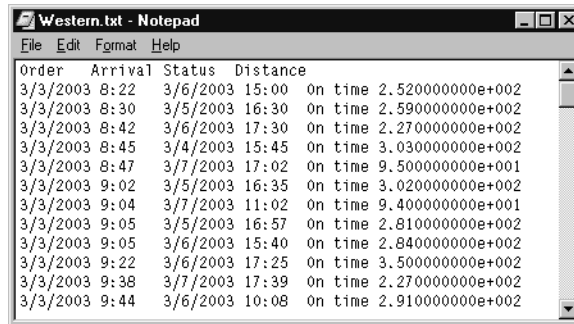 Western.txt - Notepad
File Edit Format Help
Order Arrival Status Distance
3/3/2003 8:22 3/6/2003 15:00 On time 2.520000000e+002
3/3/2003 8:30 3/5/2003 16:30 On time 2.590000000e+002
3/3/2003 8:42 3/6/2003 17:30 On time 2.270000000e+002
3/3/2003 8:45 3/4/2003 15:45 On time 3.030000000e+002
3/3/2003 8:47 3/7/2003 17:02 On time 9.500000000e+001
3/3/2003 9:02 3/5/2003 16:35 On time 3.020000000e+002
3/3/2003 9:04 3/7/2003 11:02 On time 9.400000000e+001
3/3/2003 9:05 3/5/2003 16:57 On time 2.810000000e+002
3/3/2003 9:05 3/6/2003 15:40 On time 2.840000000e+002
3/3/2003 9:22 3/6/2003 17:25 On time 3.500000000e+002
3/3/2003 9:38 3/7/2003 17:39 On time 2.270000000e+002
3/3/2003 9:44 3/6/2003 10:08 On time 2.910000000e+002